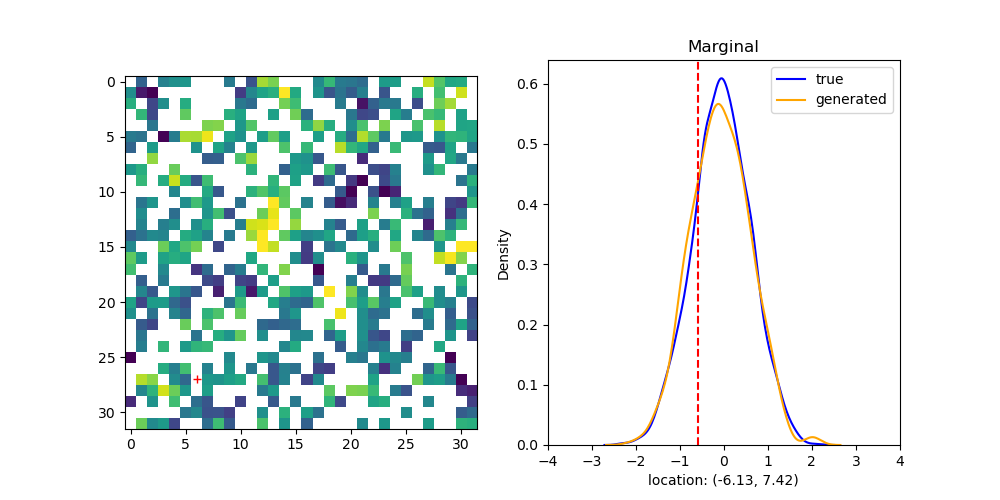 Marginal
true
generated
0
5
10
15
20
25
30
0 5 10 15 20 25 30
Density
0.6
0.5
0.4
0.3
0.2
0.1
0.0
−4 −3 −2 −1 0 1 2 3 4
location: (-6.13, 7.42)